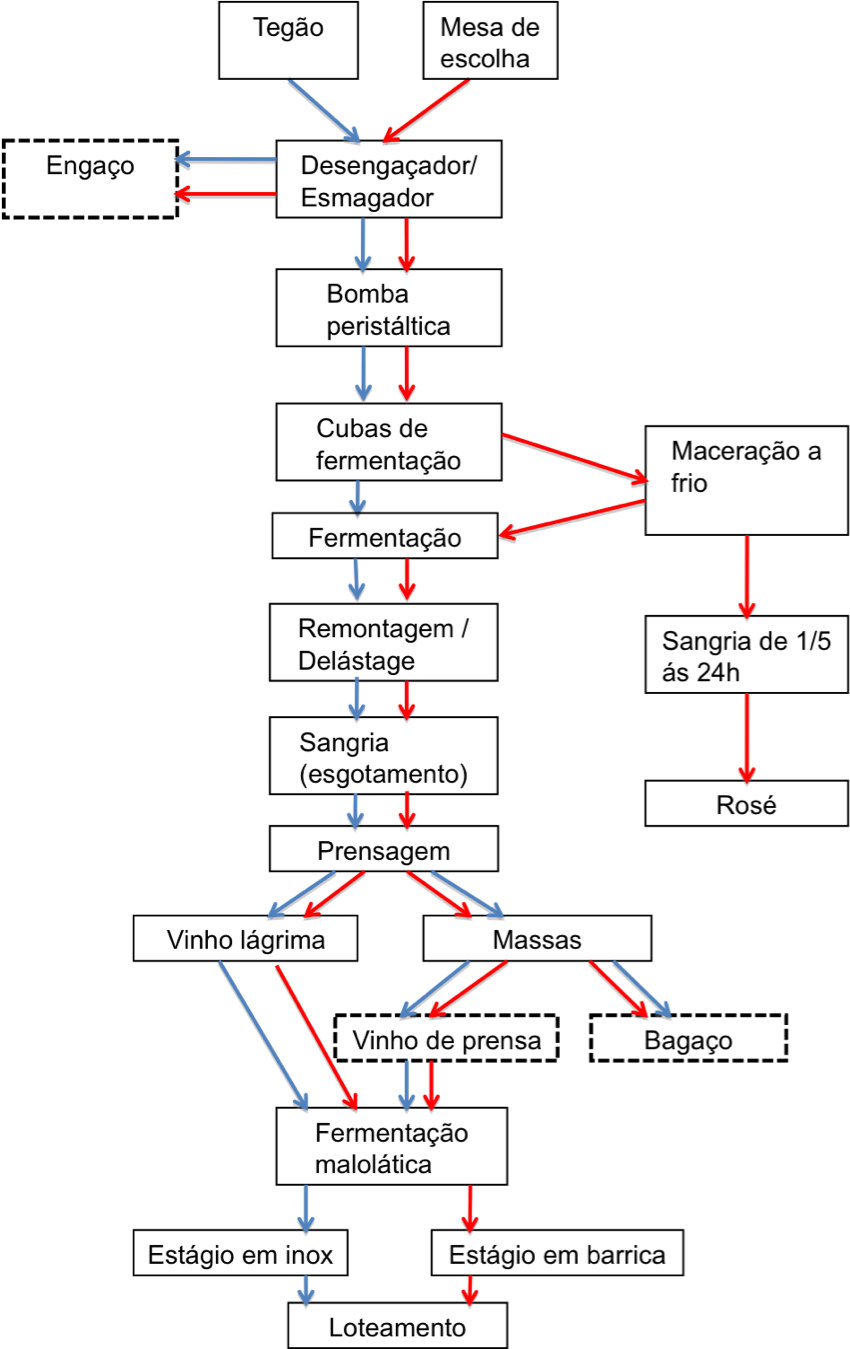 Tegão
Mesa de
escolha
Engaço
Desengaçador/
Esmagador
Bomba
peristáltica
Cubas de
fermentação
Maceração a
frio
Fermentação
Remontagem /
Delástage
Sangria de 1/5
ás 24h
Sangria
(esgotamento)
Rosé
Prensagem
Vinho lágrima
Massas
Vinho de prensa
Bagaço
Fermentação
malolática
Estágio em inox
Estágio em barrica
Loteamento